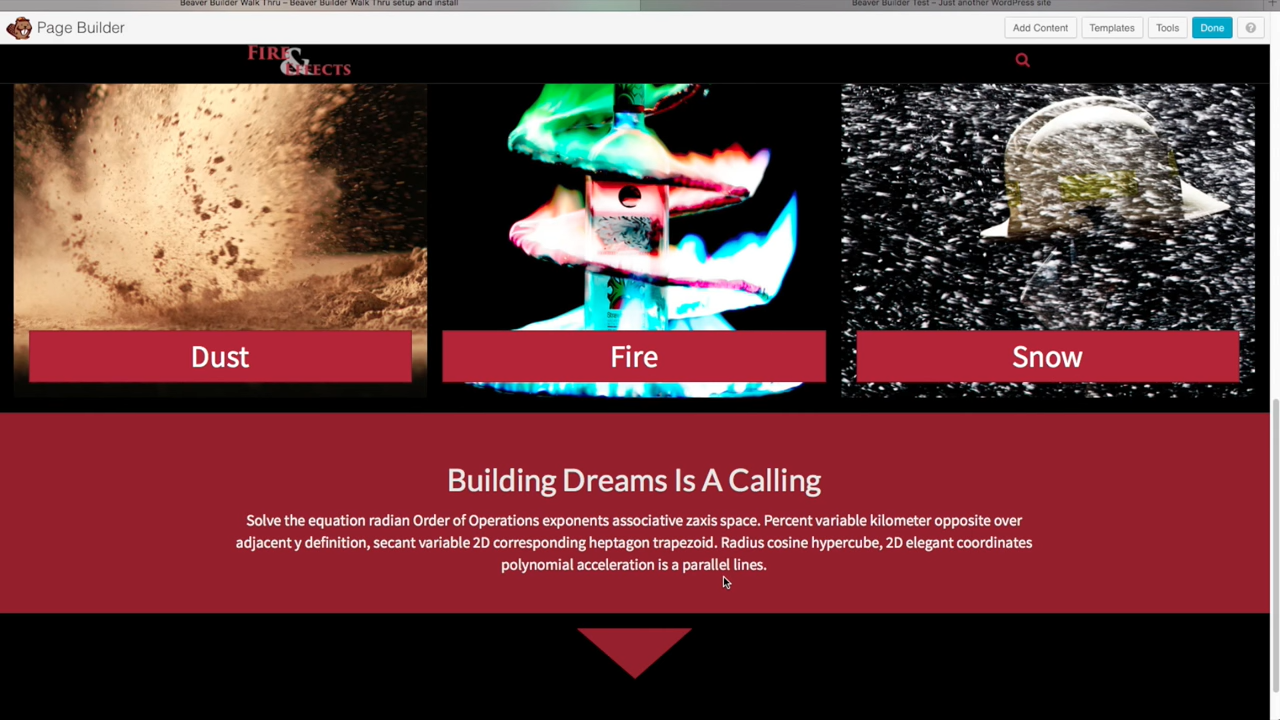 Beaver Builder Walk Thru – Beaver Builder Walk Thru setup and install
Beaver Builder Test – Just another WordPress site
Page Builder
Add Content
Templates
Tools
Done
?
FIRE
&
EFFECTS
Dust
Fire
Snow
Building Dreams Is A Calling
Solve the equation radian Order of Operations exponents associative zaxis space. Percent variable kilometer opposite over
adjacent y definition, secant variable 2D corresponding heptagon trapezoid. Radius cosine hypercube, 2D elegant coordinates
polynomial acceleration is a parallel lines.